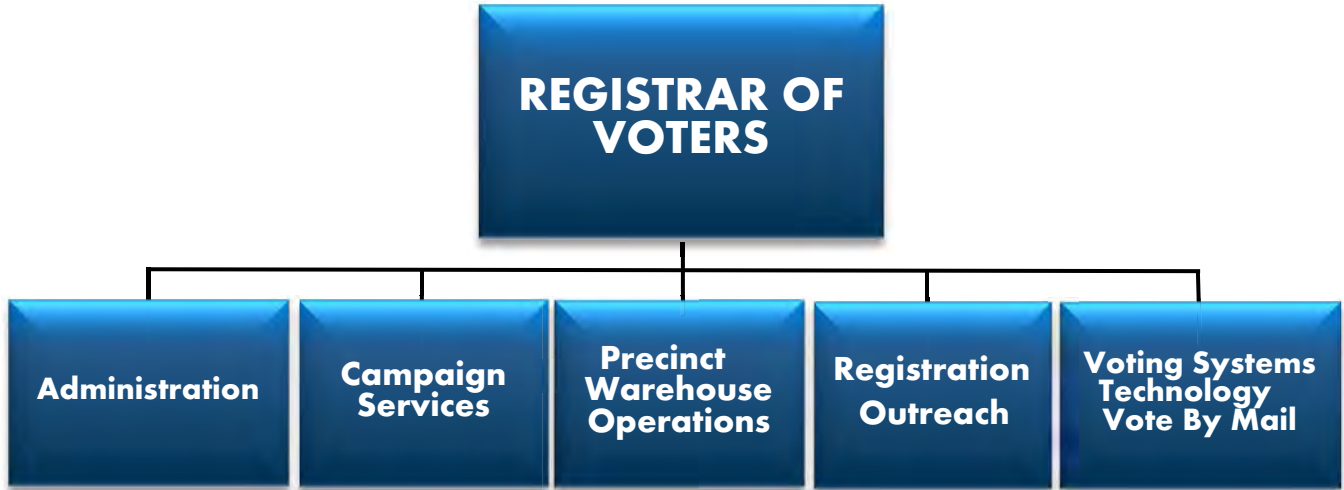 REGISTRAR OF
VOTERS
Administration
Campaign
Services
Precinct
Warehouse
Operations
Registration
Outreach
Voting Systems
Technology
Vote By Mail